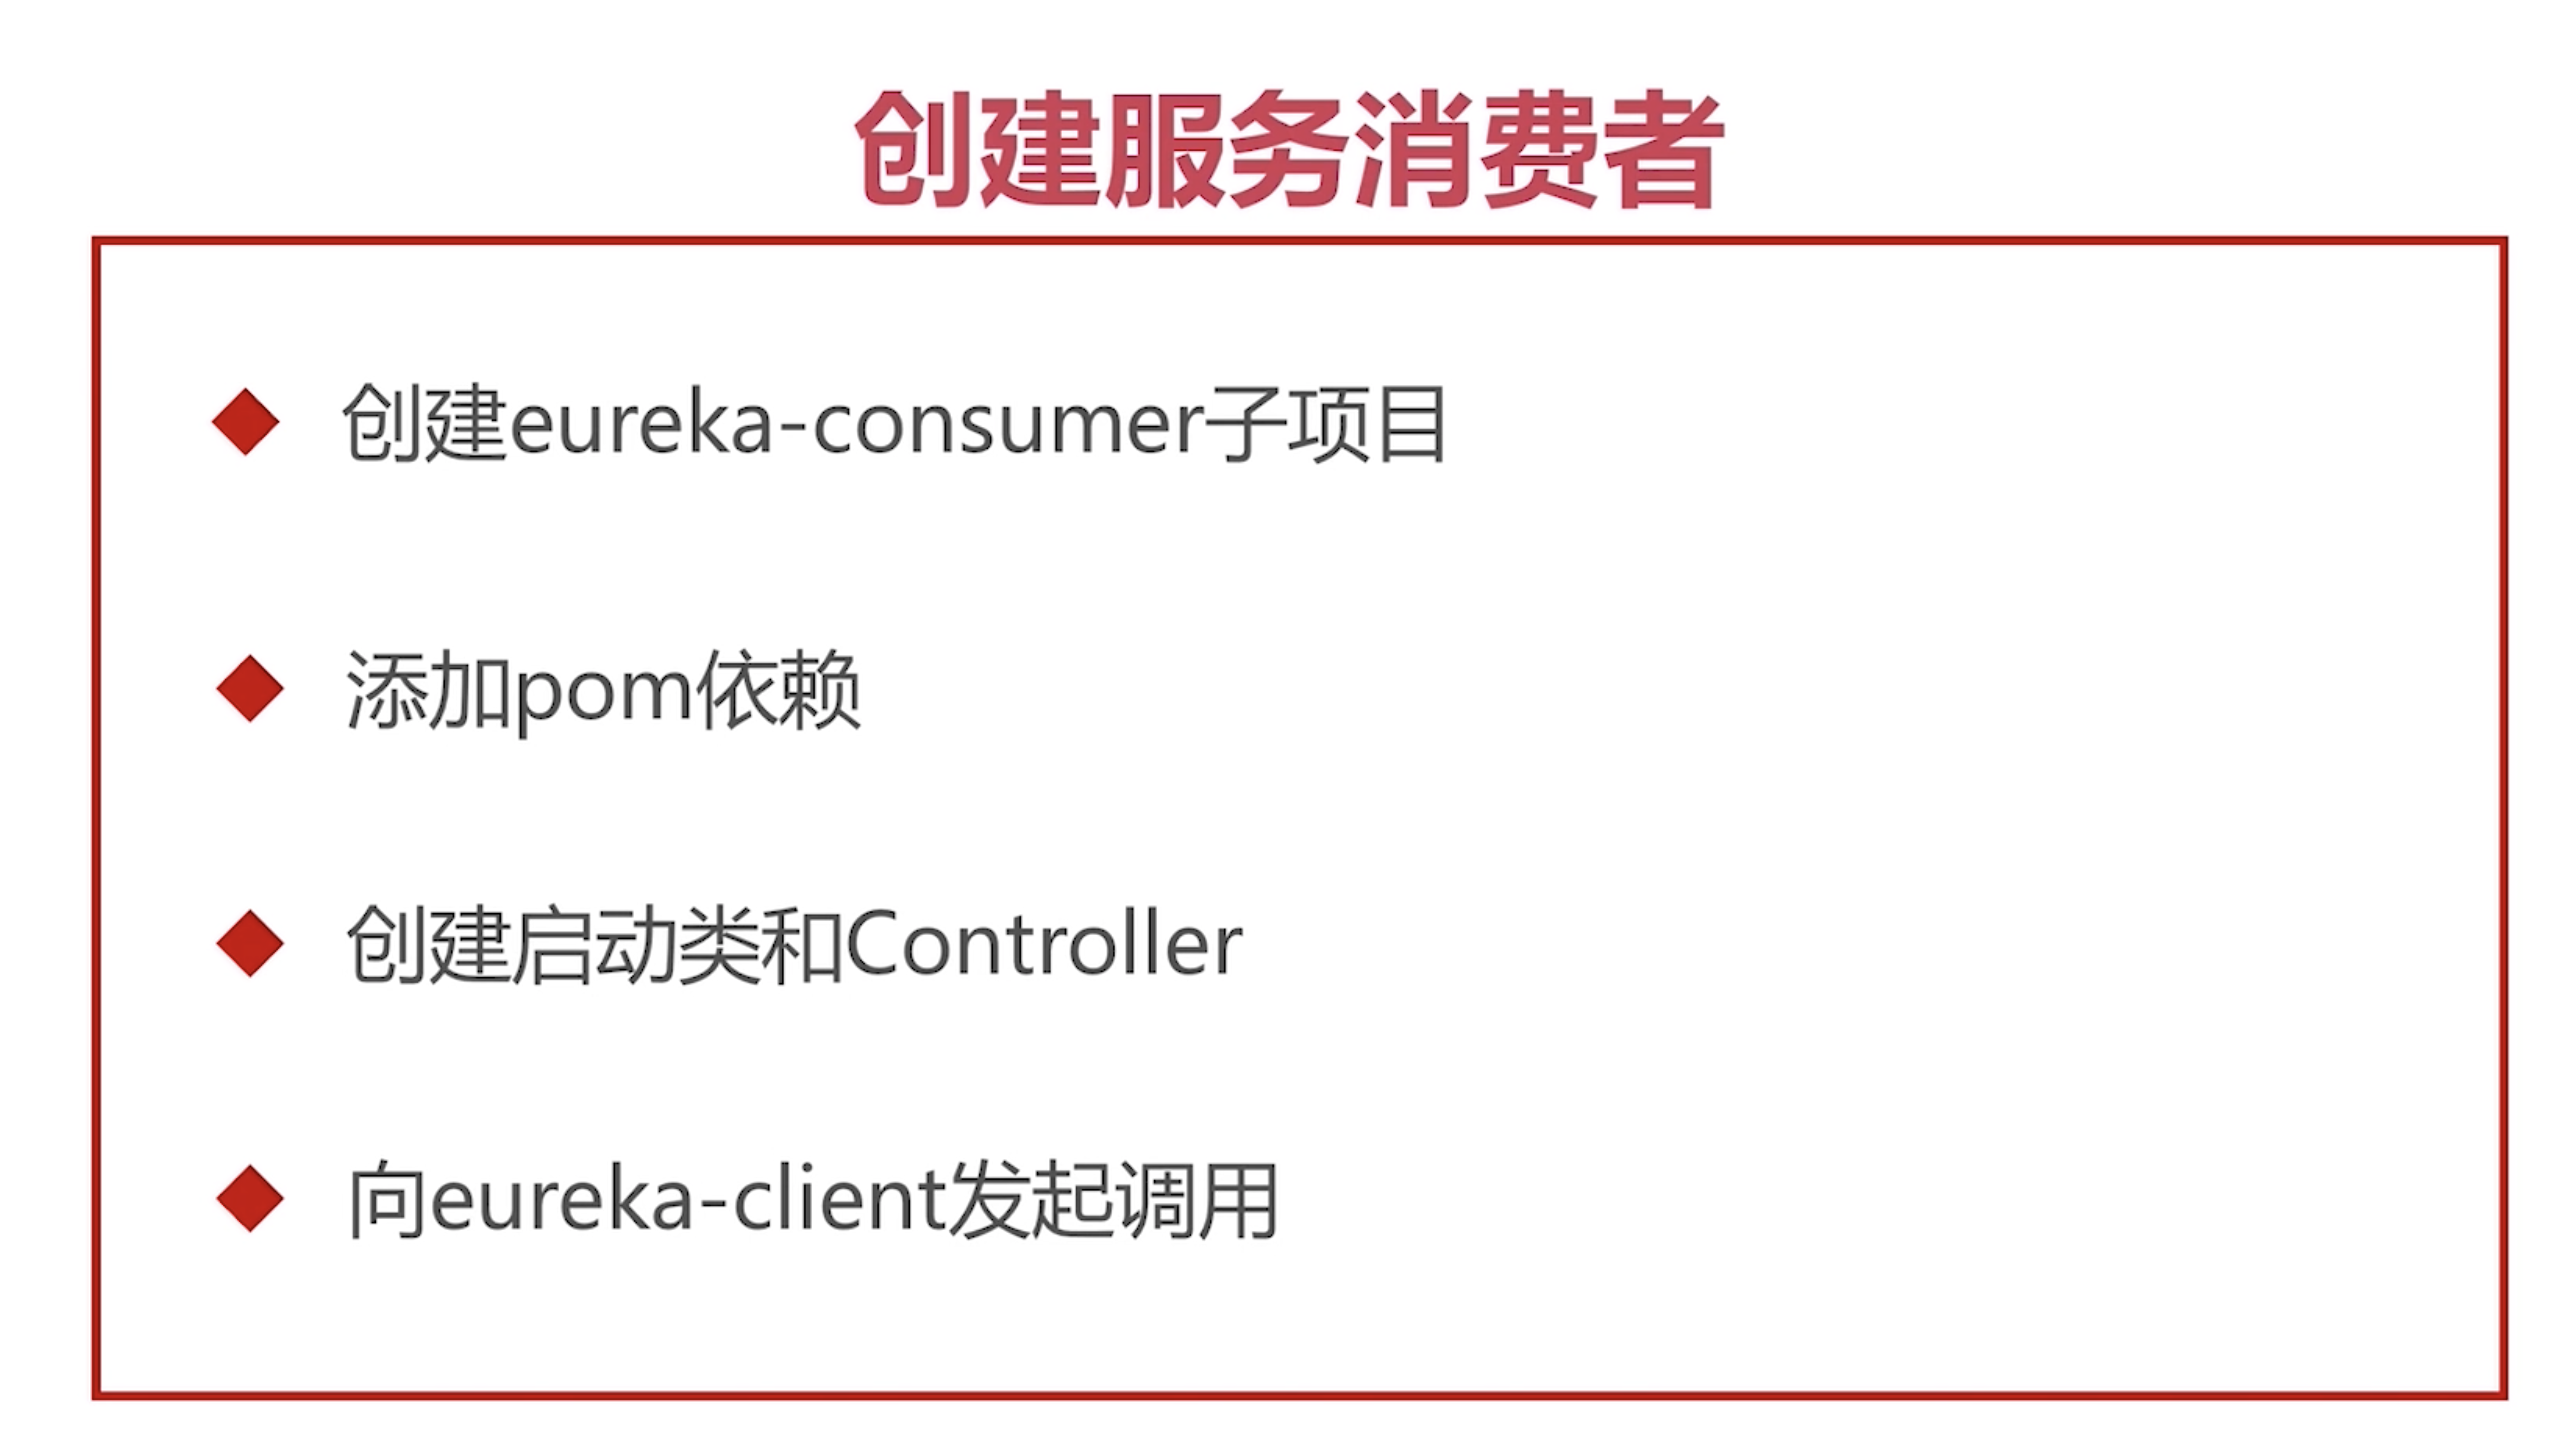 创建服务消费者
创建eureka-consumer子项目
添加pom依赖
创建启动类和Controller
向eureka-client发起调用